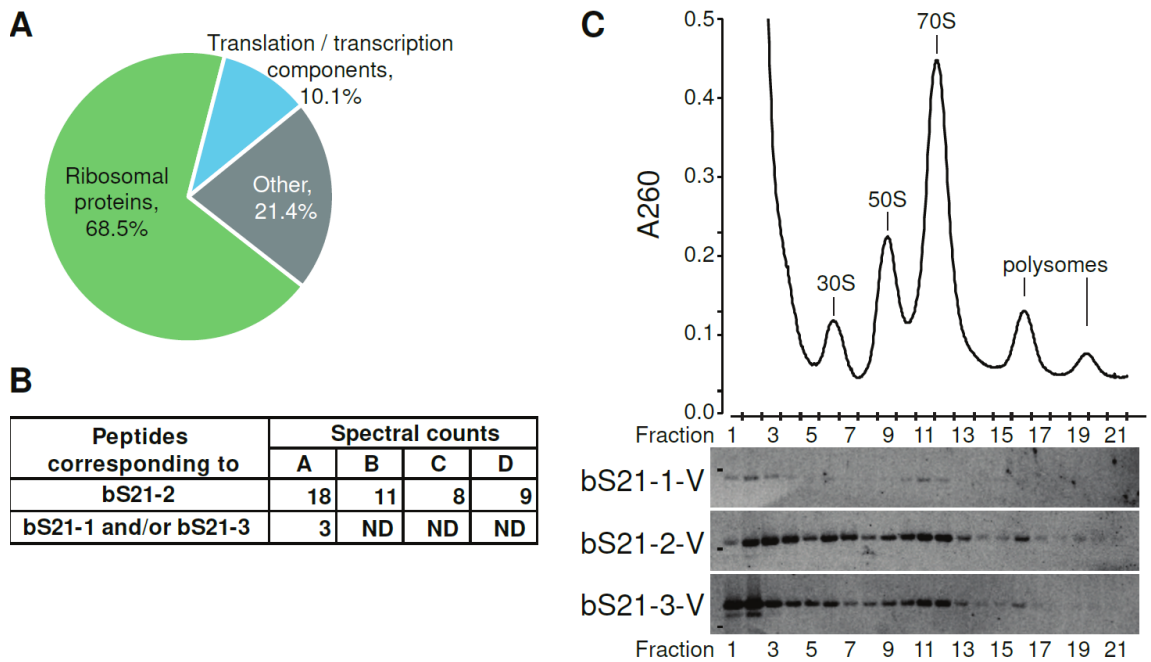 A
Translation / transcription
components,
10.1%
Ribosomal
proteins,
68.5%
Other,
21.4%
B
Peptides
corresponding to
Spectral counts
A B C D
bS21-2 18 11 8 9
bS21-1 and/or bS21-3 3 ND ND ND
C
A260
0.5
0.4
0.3
0.2
0.1
0.0
30S
50S
70S
polysomes
Fraction 1 3 5 7 9 11 13 15 17 19 21
bS21-1-V
bS21-2-V
bS21-3-V
Fraction 1 3 5 7 9 11 13 15 17 19 21